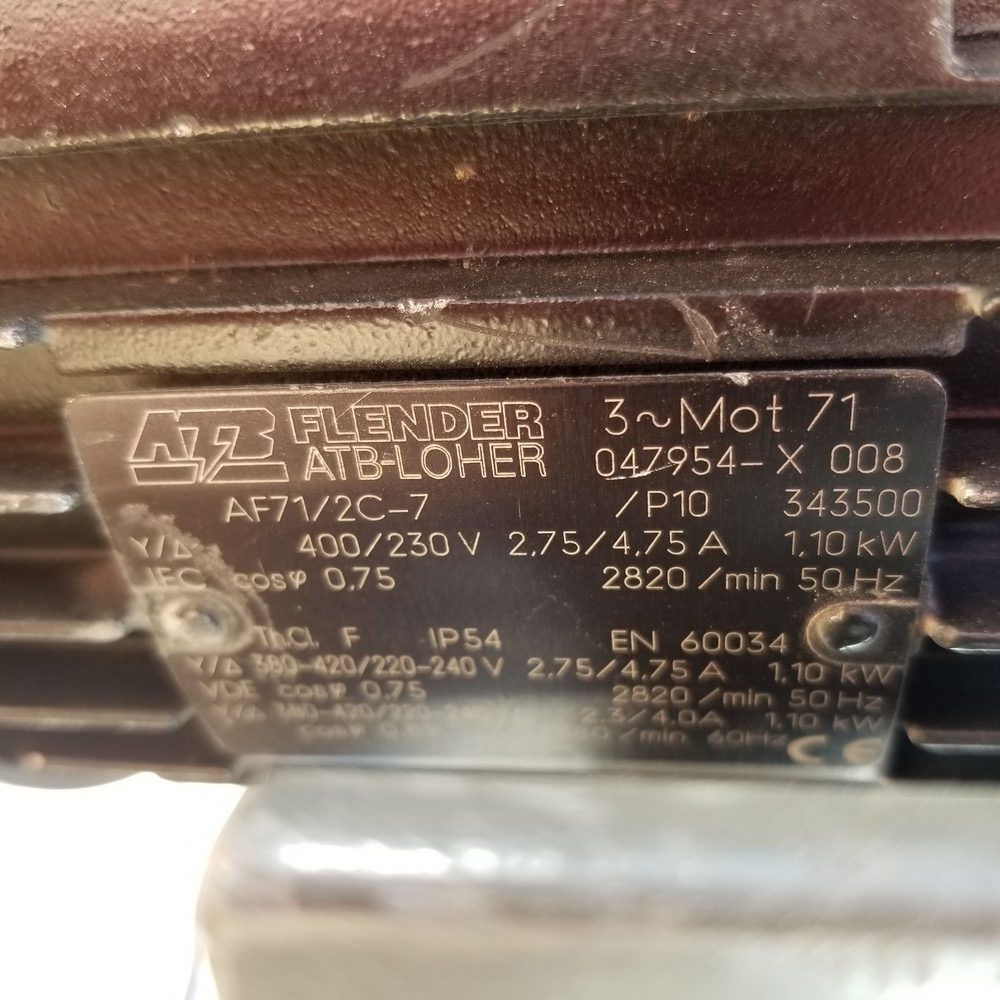 ATB FLENDER
ATB-LOHER
3~Mot 71
047954-X 008
AF71/2C-7 /P10 343500
Y/Δ 400/230 V 2,75/4,75 A 1,10 kW
IEC cosφ 0,75 2820 /min 50 Hz
Th.Cl. F IP54 EN 60034
Y/Δ 380-420/220-240 V 2.75/4.75 A 1.10 kW
VDE cosφ 0.75 2820 /min 50 Hz
Y/Δ 2.3/4.0A 1.10 kW
cosφ /min 60Hz
CE